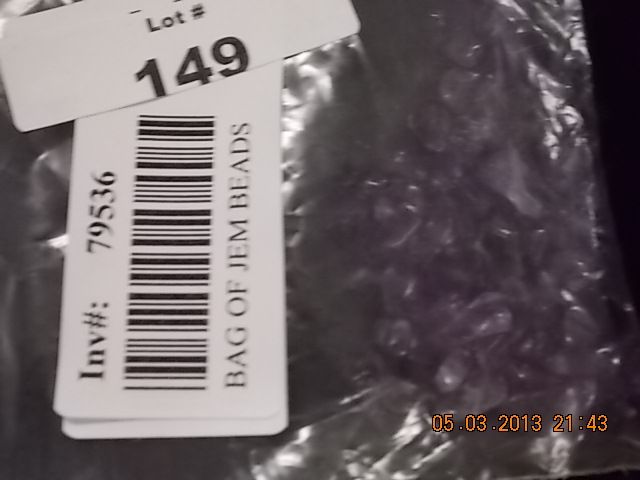 Lot #
149
Inv#: 79536
BAG OF JEM BEADS
05.03.2013 21:43